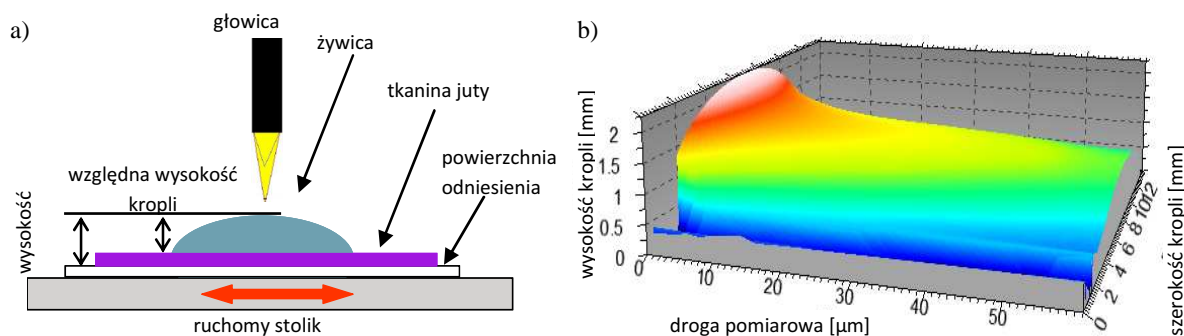 a)
głowica
żywica
tkanina juty
powierzchnia
odniesienia
względna wysokość
kropli
wysokość
ruchomy stolik
b)
wysokość kropli [mm]
2
1.5
1
0.5
0
0
10
20
30
40
50
droga pomiarowa [µm]
0
2
4
6
8
10
12
szerokość kropli [mm]